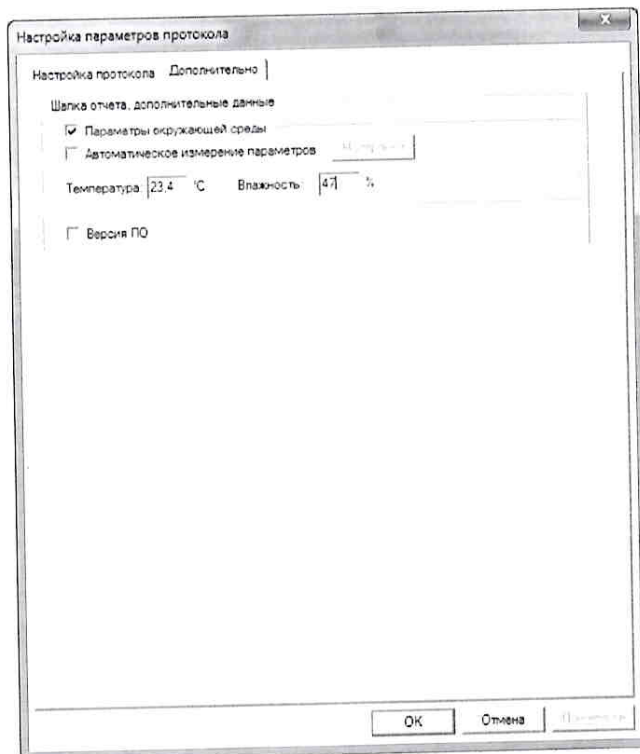 Настройка параметров протокола
Настройка протокола Дополнительно
Шапка отчета, дополнительные данные
Параметры окружающей среды
Автоматическое измерение параметров
Температура: 23,4 °C Влажность: 47 %
Версия ПО
OK Отмена